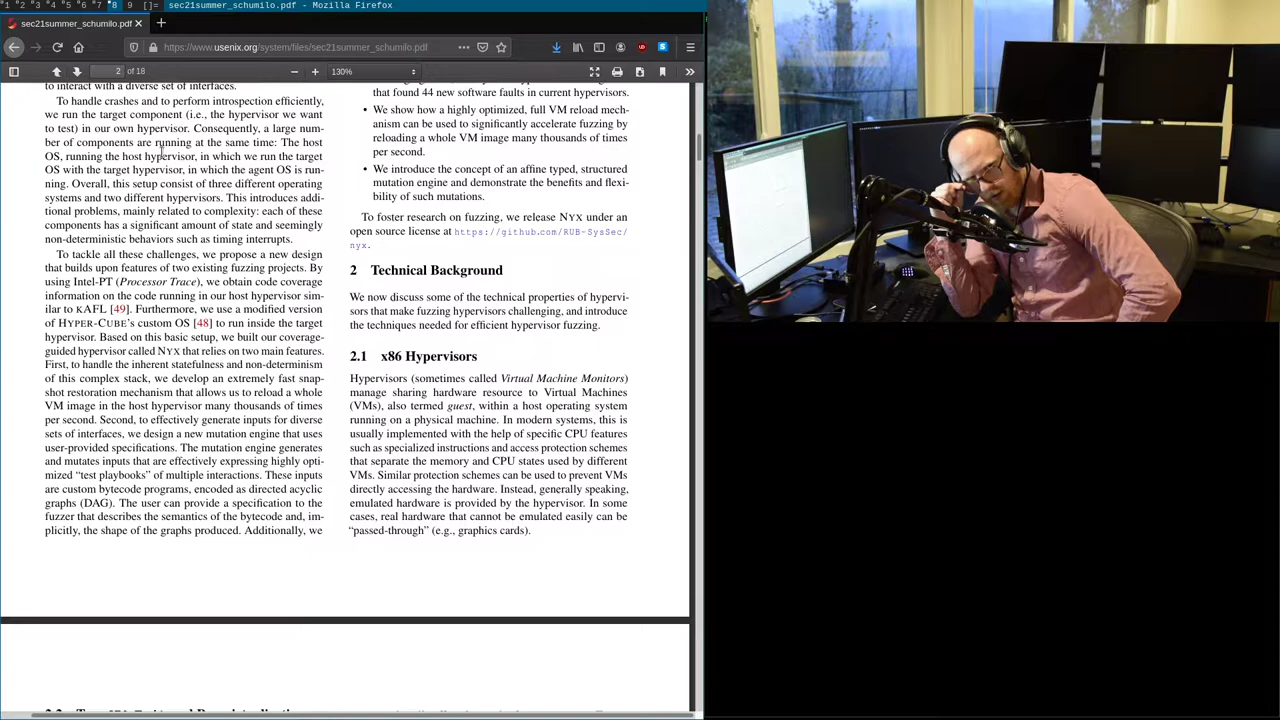 1 2 3 4 5 6 7 8 9 []= sec21summer_schumilo.pdf - Mozilla Firefox
sec21summer_schumilo.pdf
https://www.usenix.org/system/files/sec21summer_schumilo.pdf
2 of 18
130%
to interact with a diverse set of interfaces.
To handle crashes and to perform introspection efficiently,
we run the target component (i.e., the hypervisor we want
to test) in our own hypervisor. Consequently, a large num-
ber of components are running at the same time: The host
OS, running the host hypervisor, in which we run the target
OS with the target hypervisor, in which the agent OS is run-
ning. Overall, this setup consist of three different operating
systems and two different hypervisors. This introduces addi-
tional problems, mainly related to complexity: each of these
components has a significant amount of state and seemingly
non-deterministic behaviors such as timing interrupts.
To tackle all these challenges, we propose a new design
that builds upon features of two existing fuzzing projects. By
using Intel-PT (Processor Trace), we obtain code coverage
information on the code running in our host hypervisor sim-
ilar to KAFL [49]. Furthermore, we use a modified version
of HYPER-CUBE's custom OS [48] to run inside the target
hypervisor. Based on this basic setup, we built our coverage-
guided hypervisor called NYX that relies on two main features.
First, to handle the inherent statefulness and non-determinism
of this complex stack, we develop an extremely fast snap-
shot restoration mechanism that allows us to reload a whole
VM image in the host hypervisor many thousands of times
per second. Second, to effectively generate inputs for diverse
sets of interfaces, we design a new mutation engine that uses
user-provided specifications. The mutation engine generates
and mutates inputs that are effectively expressing highly opti-
mized “test playbooks” of multiple interactions. These inputs
are custom bytecode programs, encoded as directed acyclic
graphs (DAG). The user can provide a specification to the
fuzzer that describes the semantics of the bytecode and, im-
plicitly, the shape of the graphs produced. Additionally, we
that found 44 new software faults in current hypervisors.
• We show how a highly optimized, full VM reload mech-
anism can be used to significantly accelerate fuzzing by
reloading a whole VM image many thousands of times
per second.
• We introduce the concept of an affine typed, structured
mutation engine and demonstrate the benefits and flexi-
bility of such mutations.
To foster research on fuzzing, we release NYX under an
open source license at https://github.com/RUB-SysSec/
nyx.
2 Technical Background
We now discuss some of the technical properties of hypervi-
sors that make fuzzing hypervisors challenging, and introduce
the techniques needed for efficient hypervisor fuzzing.
2.1 x86 Hypervisors
Hypervisors (sometimes called Virtual Machine Monitors)
manage sharing hardware resource to Virtual Machines
(VMs), also termed guest, within a host operating system
running on a physical machine. In modern systems, this is
usually implemented with the help of specific CPU features
such as specialized instructions and access protection schemes
that separate the memory and CPU states used by different
VMs. Similar protection schemes can be used to prevent VMs
directly accessing the hardware. Instead, generally speaking,
emulated hardware is provided by the hypervisor. In some
cases, real hardware that cannot be emulated easily can be
“passed-through” (e.g., graphics cards).